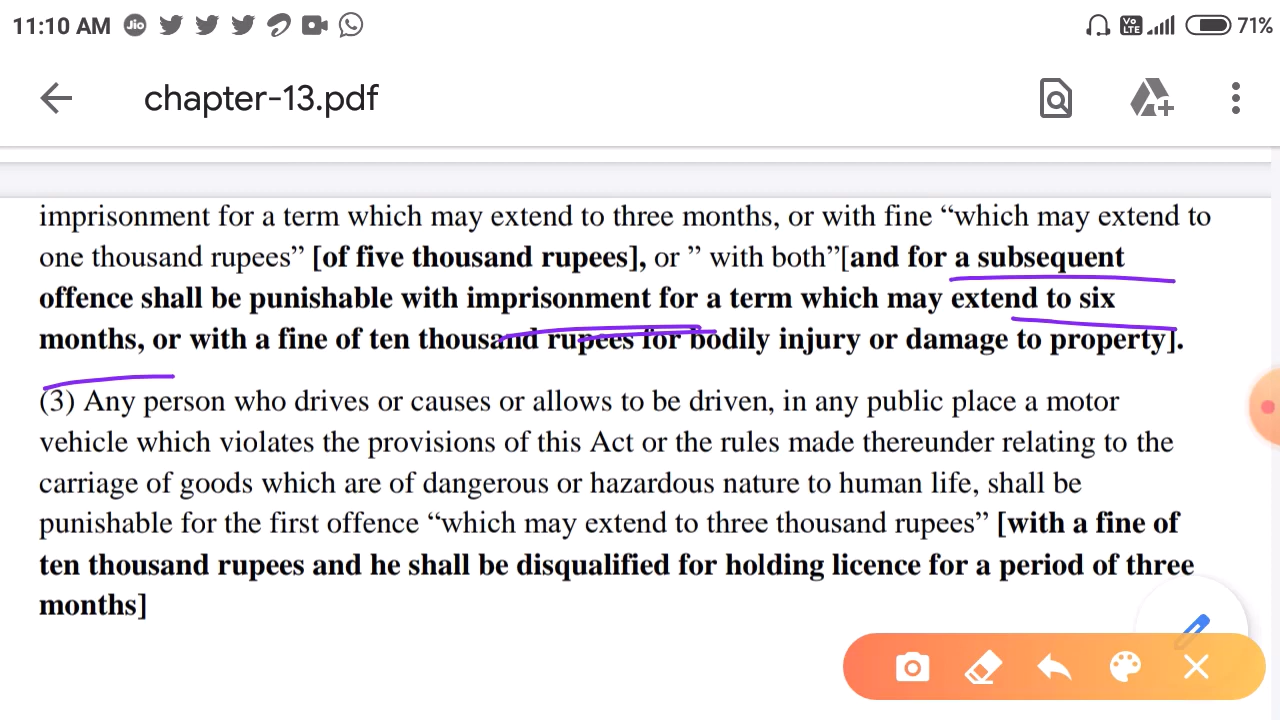 11:10 AM Jio Vo LTE 71%
chapter-13.pdf
imprisonment for a term which may extend to three months, or with fine “which may extend to
one thousand rupees” [of five thousand rupees], or ” with both”[and for a subsequent
offence shall be punishable with imprisonment for a term which may extend to six
months, or with a fine of ten thousand rupees for bodily injury or damage to property].
(3) Any person who drives or causes or allows to be driven, in any public place a motor
vehicle which violates the provisions of this Act or the rules made thereunder relating to the
carriage of goods which are of dangerous or hazardous nature to human life, shall be
punishable for the first offence “which may extend to three thousand rupees” [with a fine of
ten thousand rupees and he shall be disqualified for holding licence for a period of three
months]